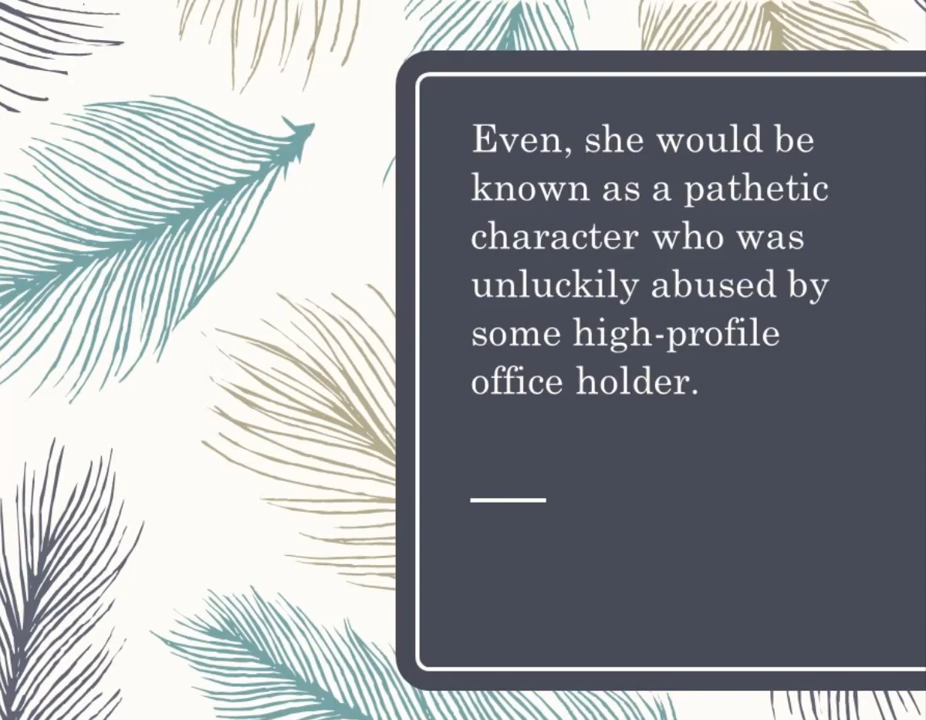 Even, she would be
known as a pathetic
character who was
unluckily abused by
some high-profile
office holder.